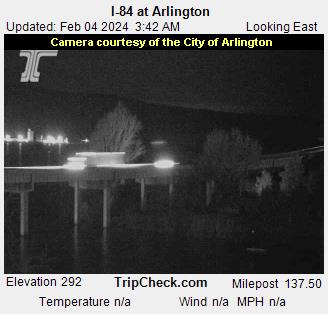 I-84 at Arlington
Updated: Feb 04 2024 3:42 AM Looking East
Camera courtesy of the City of Arlington
Elevation 292 TripCheck.com Milepost 137.50
Temperature n/a Wind n/a MPH n/a